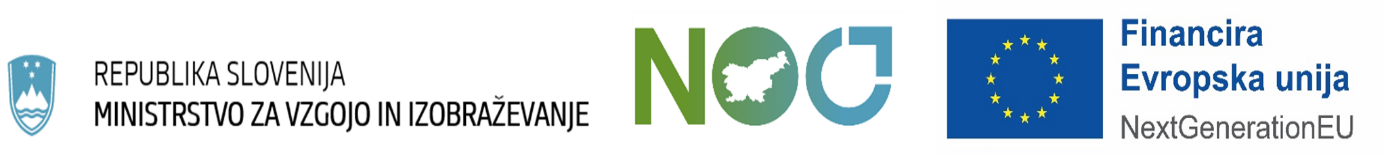 REPUBLIKA SLOVENIJA
MINISTRSTVO ZA VZGOJO IN IZOBRAŽEVANJE
NOO
Financira
Evropska unija
NextGenerationEU